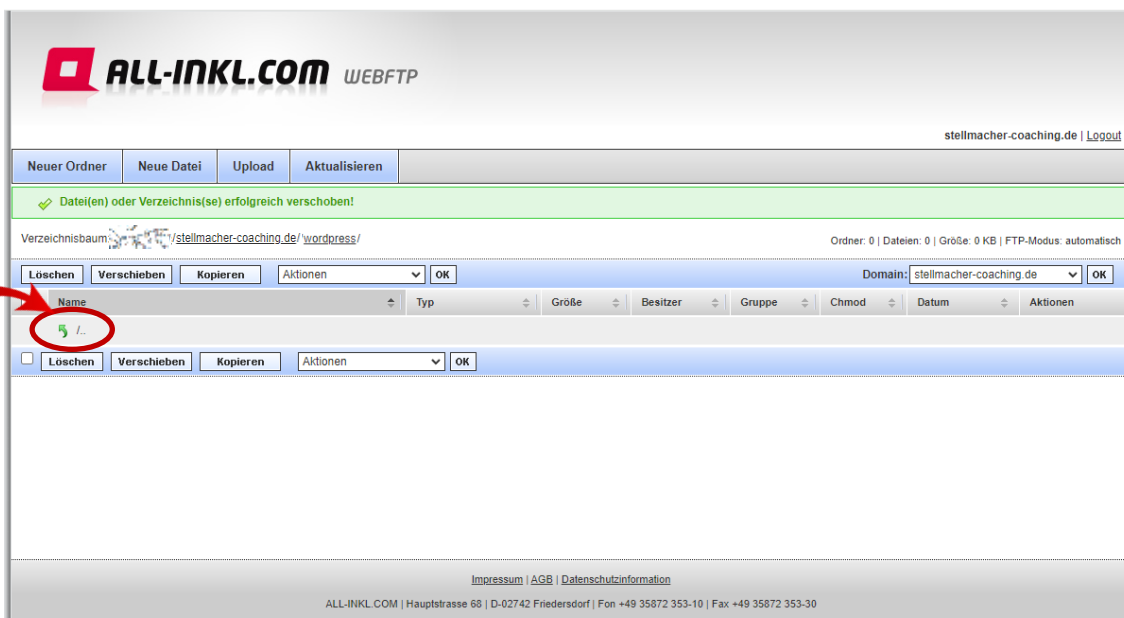 ALL-INKL.COM WEBFTP
stellmacher-coaching.de | Logout
Neuer Ordner Neue Datei Upload Aktualisieren
Datei(en) oder Verzeichnis(se) erfolgreich verschoben!
Verzeichnisbaum: /stellmacher-coaching.de/'wordpress/ Ordner: 0 | Dateien: 0 | Größe: 0 KB | FTP-Modus: automatisch
Löschen Verschieben Kopieren Aktionen OK Domain: stellmacher-coaching.de OK
Name Typ Größe Besitzer Gruppe Chmod Datum Aktionen
/..
Löschen Verschieben Kopieren Aktionen OK
Impressum | AGB | Datenschutzinformation
ALL-INKL.COM | Hauptstrasse 68 | D-02742 Friedersdorf | Fon +49 35872 353-10 | Fax +49 35872 353-30